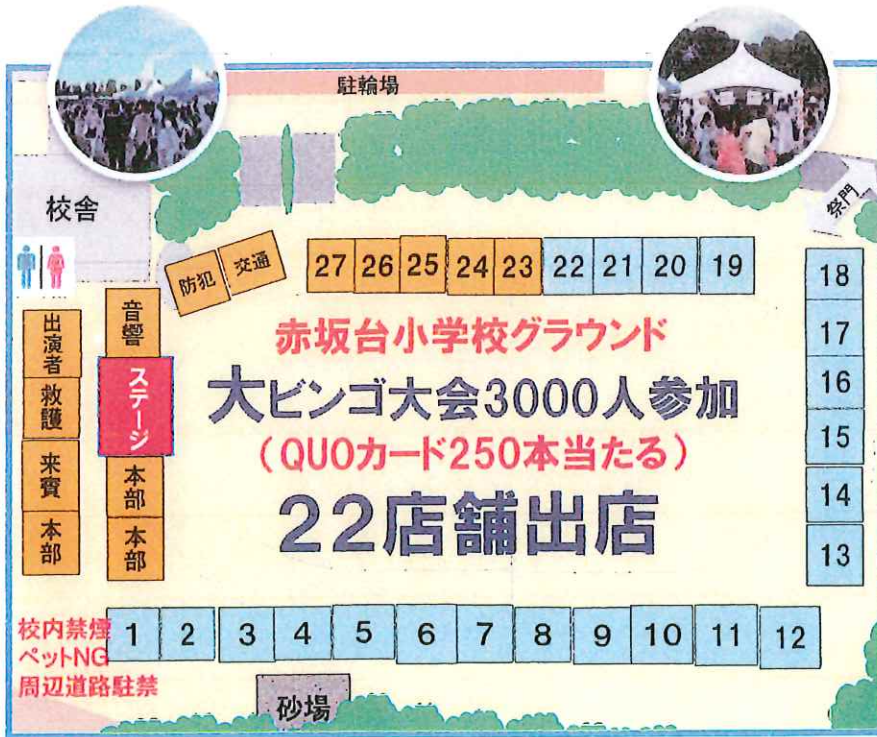 駐輪場
校舎
祭門
防犯
交通
27 26 25 24 23 22 21 20 19
18
17
16
15
14
13
音響
ステージ
本部
本部
出演者
救護
来賓
本部
赤坂台小学校グラウンド
大ビンゴ大会3000人参加
(QUOカード250本当たる)
22店舗出店
校内禁煙
ペットNG
周辺道路駐禁
1 2 3 4 5 6 7 8 9 10 11 12
砂場